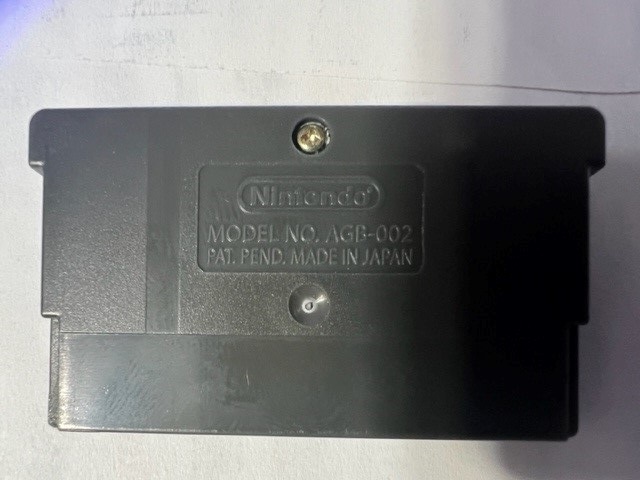 Nintendo®
MODEL NO. AGB-002
PAT. PEND. MADE IN JAPAN